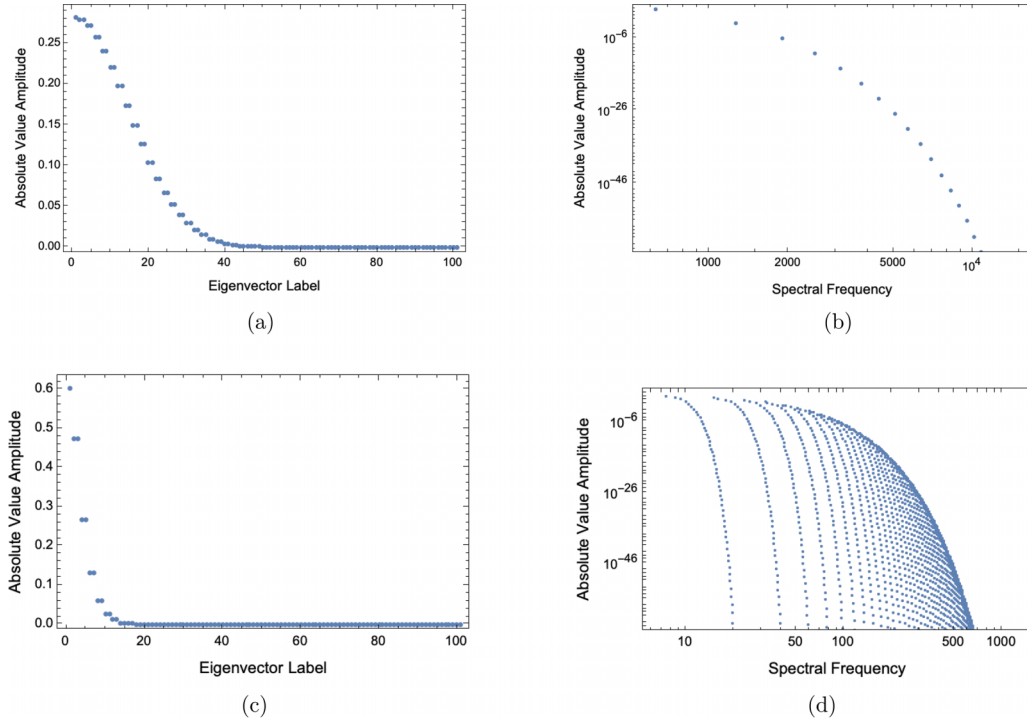 Absolute Value Amplitude
0.25
0.20
0.15
0.10
0.05
0.00
0 20 40 60 80 100
Eigenvector Label
(a)
Absolute Value Amplitude
10^-6
10^-26
10^-46
1000 2000 5000 10^4
Spectral Frequency
(b)
Absolute Value Amplitude
0.6
0.5
0.4
0.3
0.2
0.1
0.0
0 20 40 60 80 100
Eigenvector Label
(c)
Absolute Value Amplitude
10^-6
10^-26
10^-46
10 50 100 500 1000
Spectral Frequency
(d)